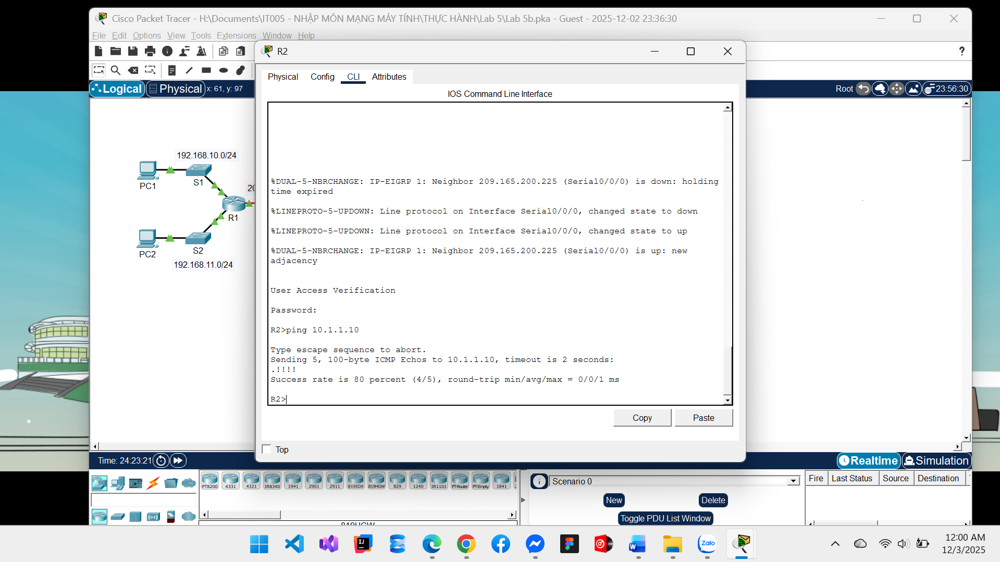 Cisco Packet Tracer - H:\Documents\IT005 - NHẬP MÔN MẠNG MÁY TÍNH\THỰC HÀNH\Lab 5\Lab 5b.pka - Guest - 2025-12-02 23:36:30
File Edit Options View Tools Extensions Window Help
R2
?
Physical Config CLI Attributes
Logical Physical x: 61, y: 97
Root 23:56:30
IOS Command Line Interface
192.168.10.0/24
PC1
S1
20
R1
PC2
S2
192.168.11.0/24
%DUAL-5-NBRCHANGE: IP-EIGRP 1: Neighbor 209.165.200.225 (Serial0/0/0) is down: holding
time expired
%LINEPROTO-5-UPDOWN: Line protocol on Interface Serial0/0/0, changed state to down
%LINEPROTO-5-UPDOWN: Line protocol on Interface Serial0/0/0, changed state to up
%DUAL-5-NBRCHANGE: IP-EIGRP 1: Neighbor 209.165.200.225 (Serial0/0/0) is up: new
adjacency
User Access Verification
Password:
R2>ping 10.1.1.10
Type escape sequence to abort.
Sending 5, 100-byte ICMP Echos to 10.1.1.10, timeout is 2 seconds:
.!!!!
Success rate is 80 percent (4/5), round-trip min/avg/max = 0/0/1 ms
R2>
Copy Paste
Top
Time: 24:23:21
Realtime Simulation
PT8200 4331 4321 IR8340 1941 2901 2911 819IOX 819HGW 829 1240 IR1101 PT-Router PT-Empty 1841 2
819HGW
Scenario 0
New Delete
Toggle PDU List Window
Fire Last Status Source Destination
Zalo
12:00 AM
12/3/2025